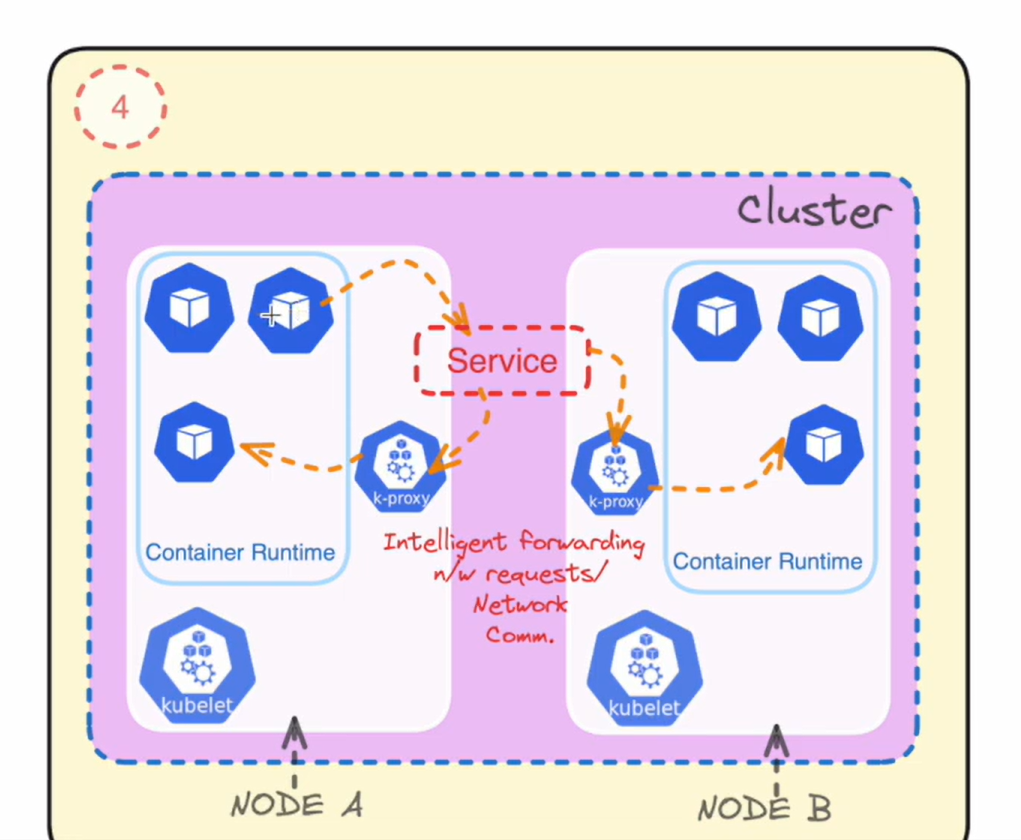 4
Cluster
Service
k-proxy
k-proxy
Intelligent forwarding
n/w requests/
Network
Comm.
Container Runtime
Container Runtime
kubelet
kubelet
NODE A
NODE B